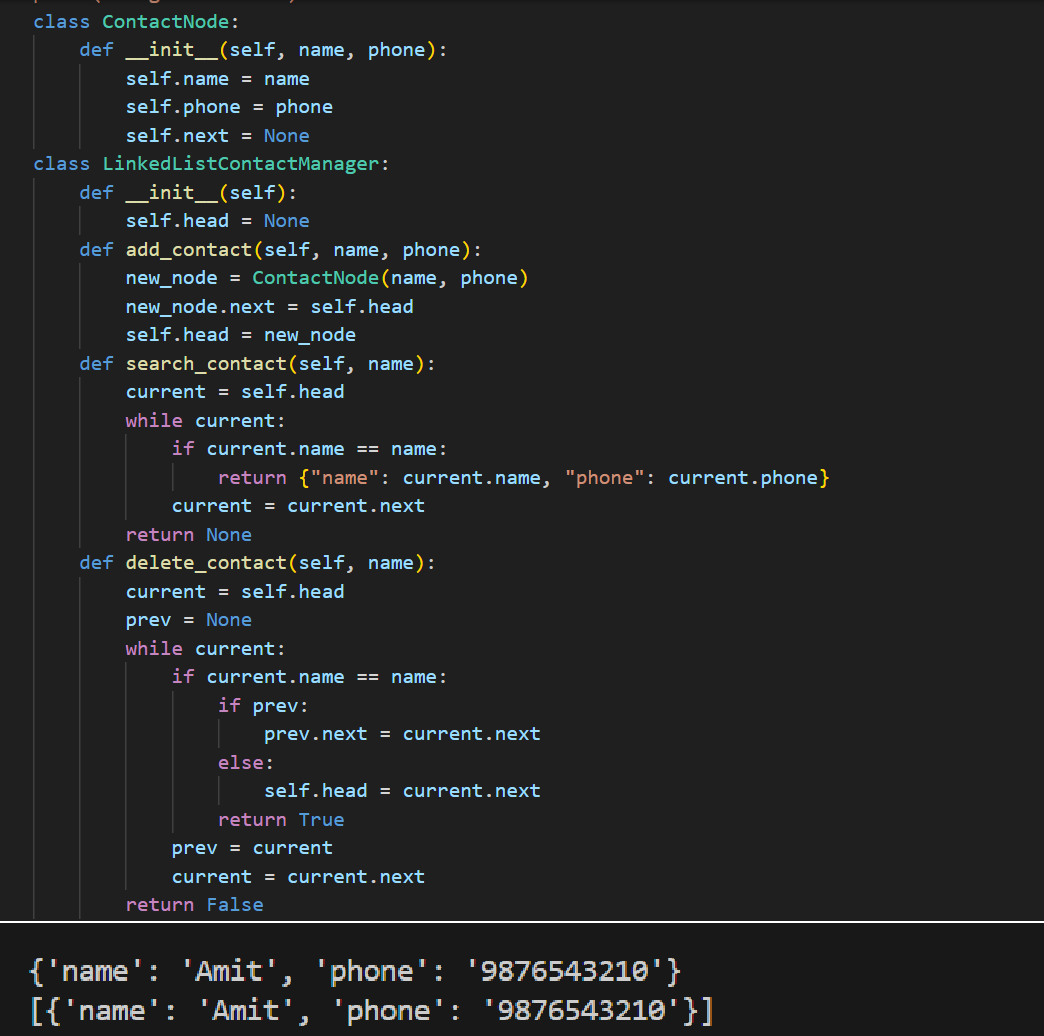 class ContactNode:
    def __init__(self, name, phone):
        self.name = name
        self.phone = phone
        self.next = None
class LinkedListContactManager:
    def __init__(self):
        self.head = None
    def add_contact(self, name, phone):
        new_node = ContactNode(name, phone)
        new_node.next = self.head
        self.head = new_node
    def search_contact(self, name):
        current = self.head
        while current:
            if current.name == name:
                return {"name": current.name, "phone": current.phone}
            current = current.next
        return None
    def delete_contact(self, name):
        current = self.head
        prev = None
        while current:
            if current.name == name:
                if prev:
                    prev.next = current.next
                else:
                    self.head = current.next
                return True
            prev = current
            current = current.next
        return False
{'name': 'Amit', 'phone': '9876543210'}
[{'name': 'Amit', 'phone': '9876543210'}]